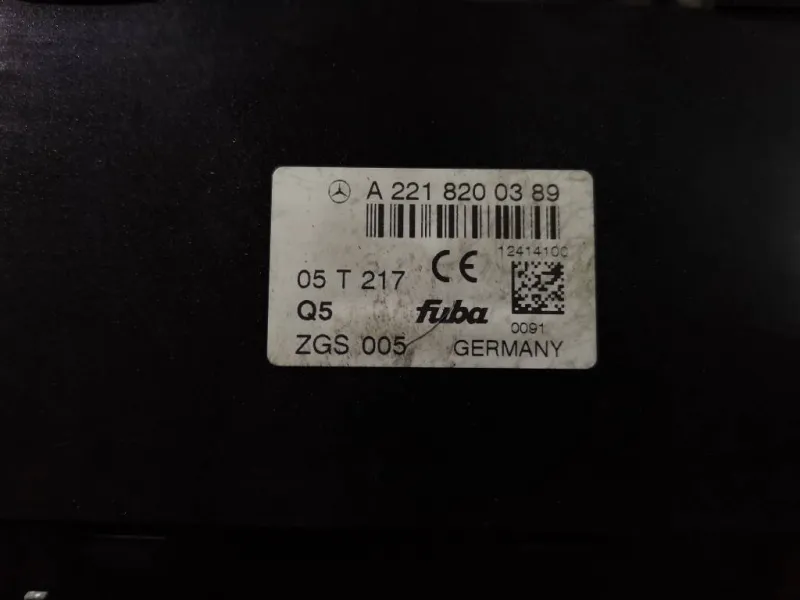 A 221 820 03 89
12414100
05 T 217 CE
Q5 fuba
0091
ZGS 005 GERMANY